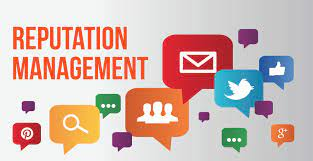 REPUTATION
MANAGEMENT
g+